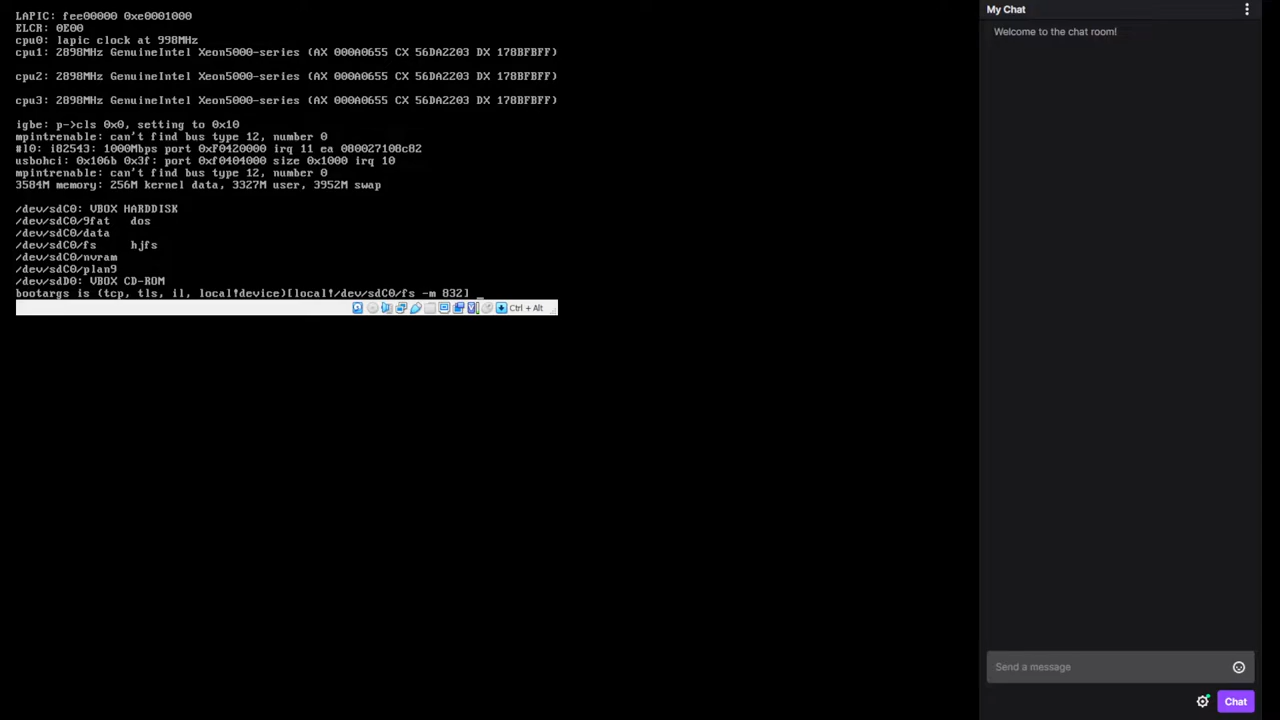 LAPIC: fee00000 0xe0001000
ELCR: 0E00
cpu0: lapic clock at 998MHz
cpu1: 2898MHz GenuineIntel Xeon5000-series (AX 000A0655 CX 56DA2203 DX 178BFBFF)
cpu2: 2898MHz GenuineIntel Xeon5000-series (AX 000A0655 CX 56DA2203 DX 178BFBFF)
cpu3: 2898MHz GenuineIntel Xeon5000-series (AX 000A0655 CX 56DA2203 DX 178BFBFF)
igbe: p->cls 0x0, setting to 0x10
mpintrenable: can't find bus type 12, number 0
#l0: i82543: 1000Mbps port 0xF0420000 irq 11 ea 080027108c82
usbohci: 0x106b 0x3f: port 0xf0404000 size 0x1000 irq 10
mpintrenable: can't find bus type 12, number 0
3584M memory: 256M kernel data, 3327M user, 3952M swap
/dev/sdC0: VBOX HARDDISK
/dev/sdC0/9fat dos
/dev/sdC0/data
/dev/sdC0/fs hjfs
/dev/sdC0/nvram
/dev/sdC0/plan9
/dev/sdD0: VBOX CD-ROM
bootargs is (tcp, tls, il, local!device)[local!/dev/sdC0/fs -m 832] _
Ctrl + Alt
My Chat
Welcome to the chat room!
Send a message
Chat